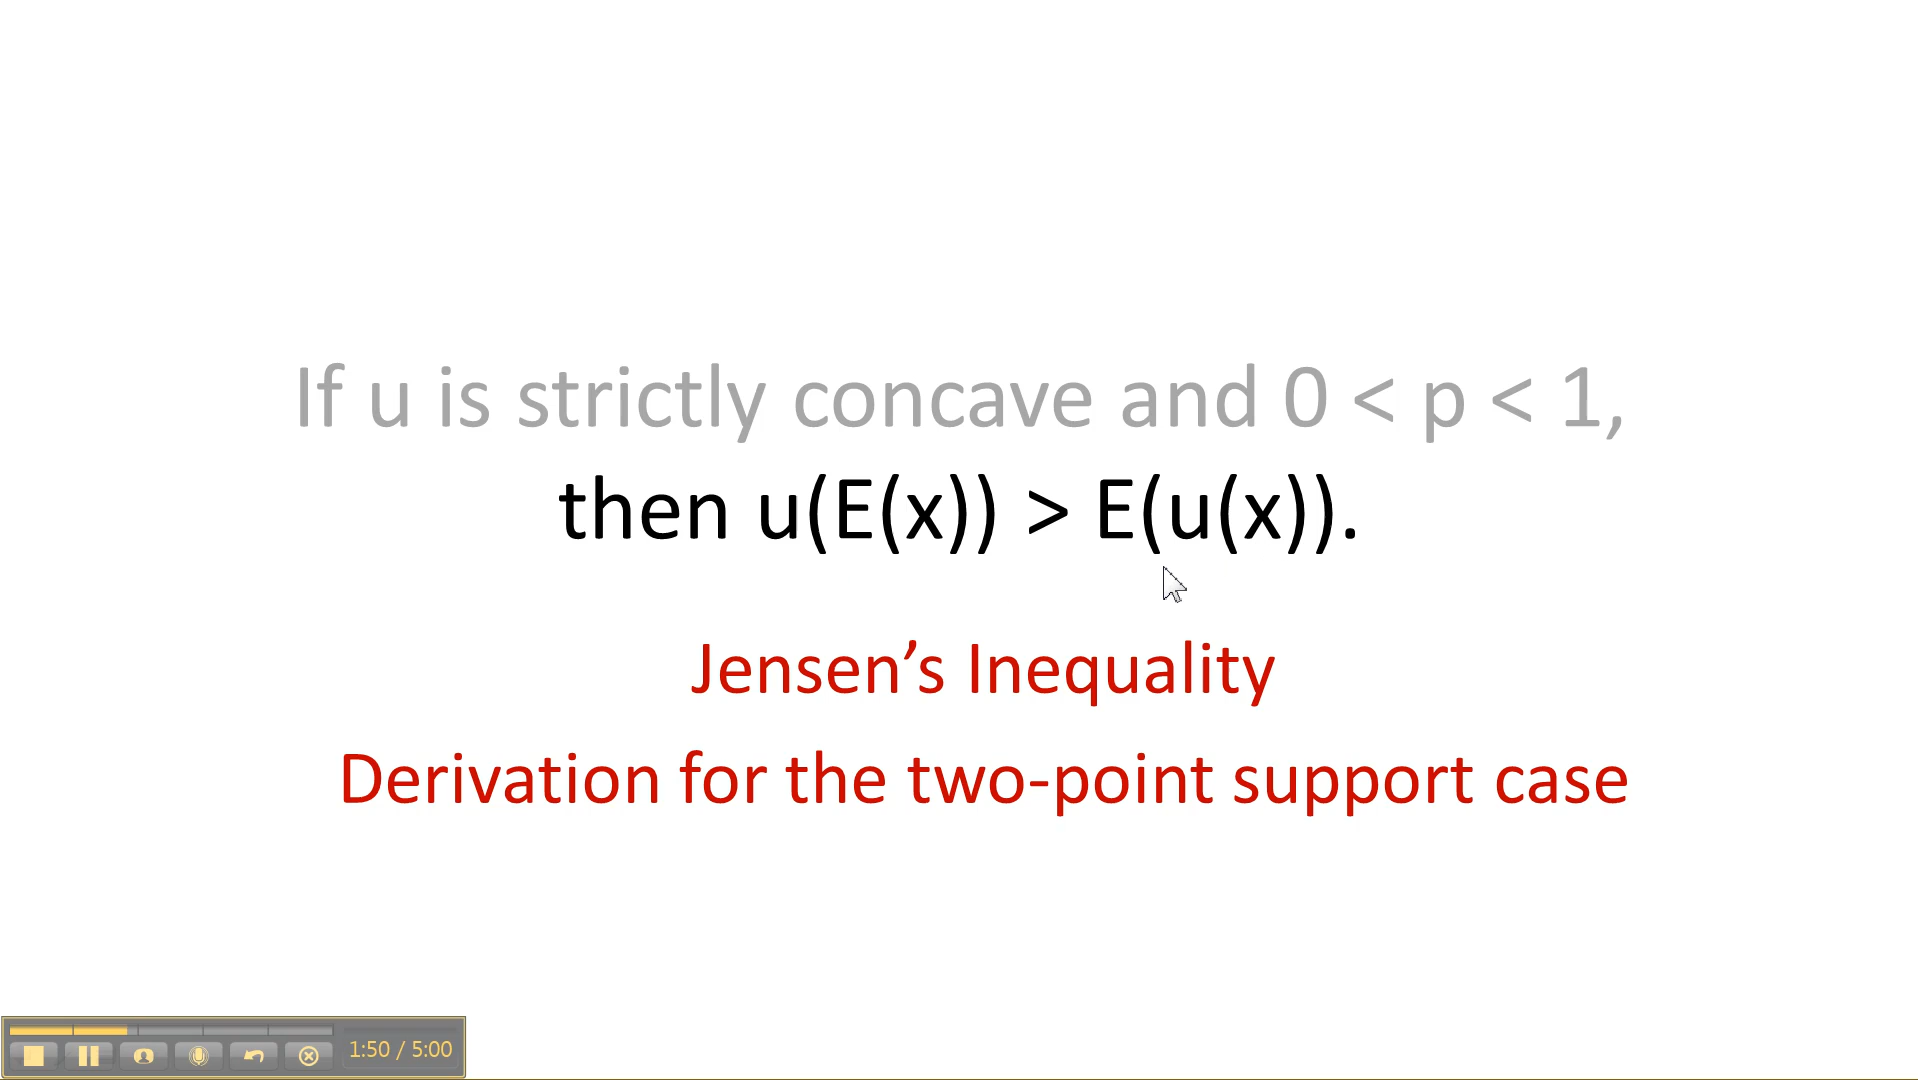 If u is strictly concave and 0 < p < 1,
then u(E(x)) > E(u(x)).
Jensen’s Inequality
Derivation for the two-point support case
1:50 / 5:00